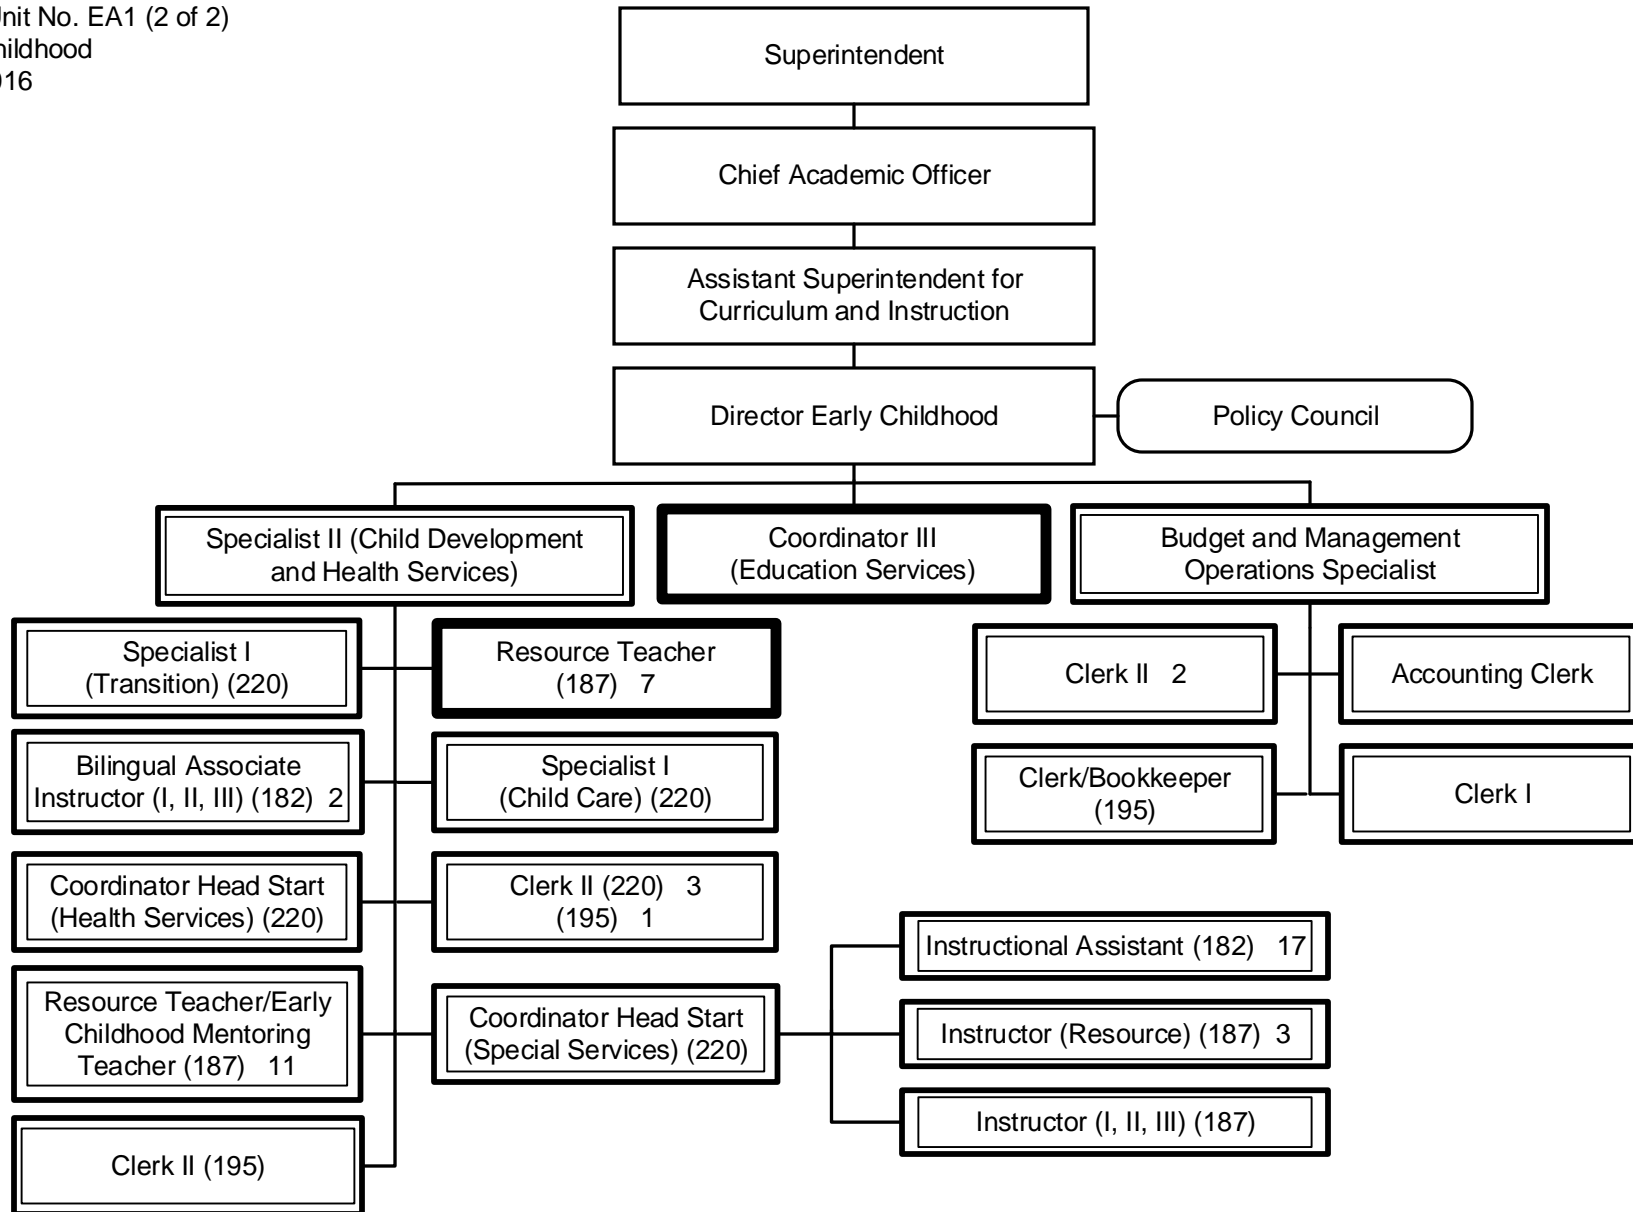 No. EA1 (2 of 2)
Superintendent
Chief Academic Officer
Assistant Superintendent for
Curriculum and Instruction
Director Early Childhood
Policy Council
Specialist II (Child Development
and Health Services)
Coordinator III
(Education Services)
Budget and Management
Operations Specialist
Specialist I
(Transition) (220)
Resource Teacher
(187) 7
Clerk II 2
Accounting Clerk
Bilingual Associate
Instructor (I, II, III) (182) 2
Specialist I
(Child Care) (220)
Clerk/Bookkeeper
(195)
Clerk I
Coordinator Head Start
(Health Services) (220)
Clerk II (220) 3
(195) 1
Resource Teacher/Early
Childhood Mentoring
Teacher (187) 11
Coordinator Head Start
(Special Services) (220)
Instructional Assistant (182) 17
Instructor (Resource) (187) 3
Instructor (I, II, III) (187)
Clerk II (195)